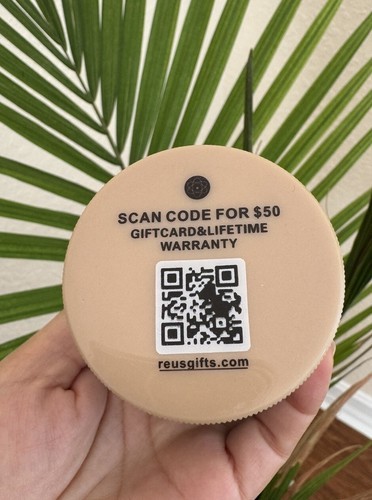 SCAN CODE FOR $50
GIFTCARD&LIFETIME
WARRANTY
reusgifts.com